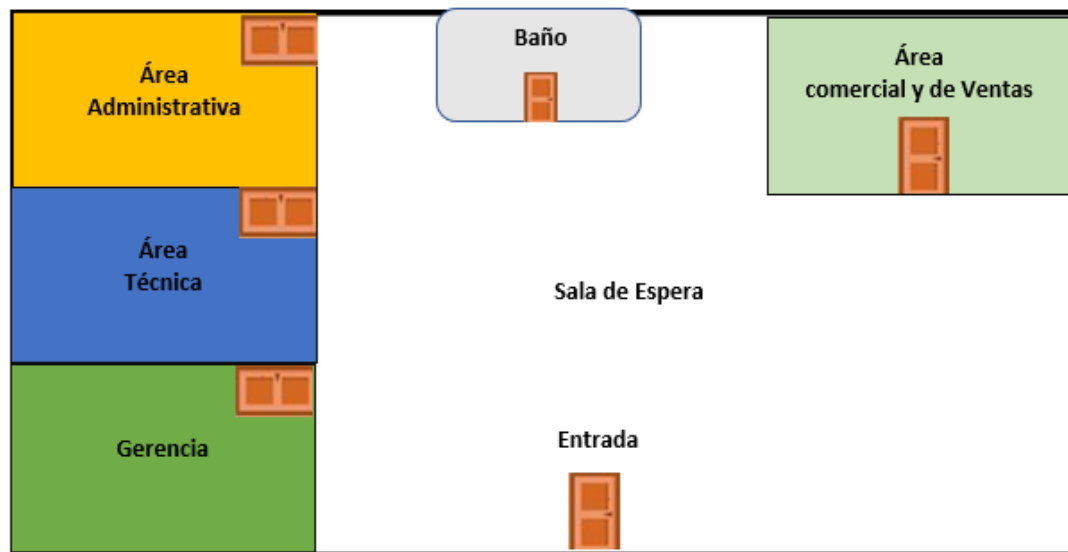 Área
Administrativa
Baño
Área
comercial y de Ventas
Área
Técnica
Sala de Espera
Gerencia
Entrada